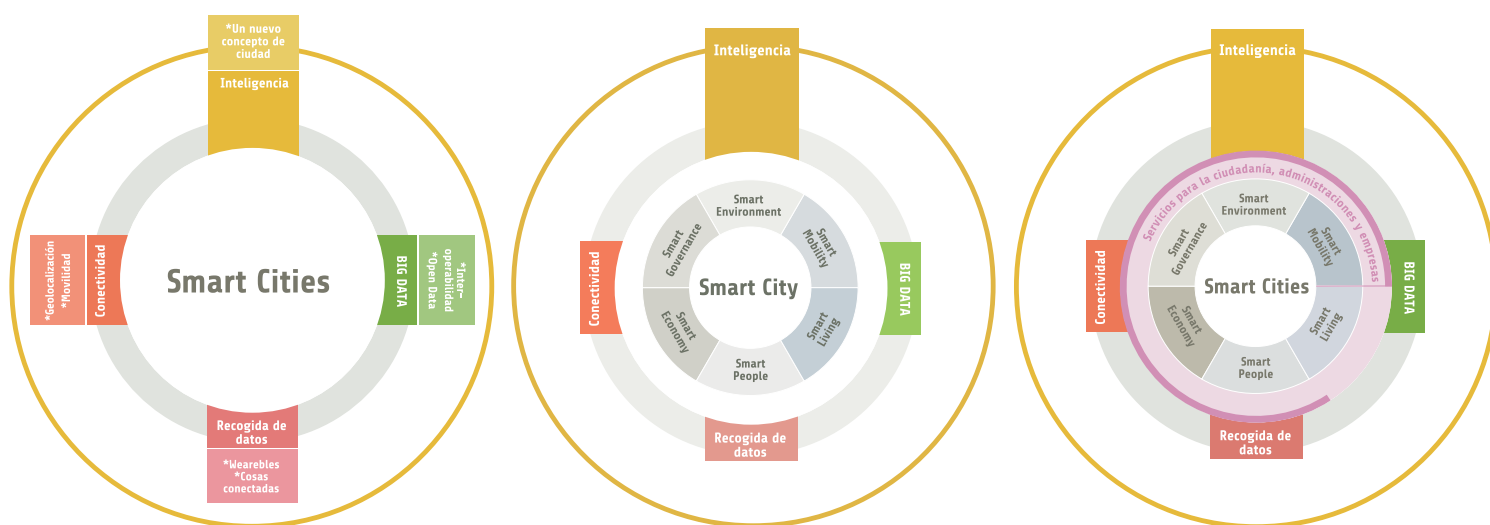 *Un nuevo
concepto de
ciudad
Inteligencia
*Geolocalización
*Movilidad
Conectividad
Smart Cities
BIG DATA
*Inter-
operabilidad
*Open Data
Recogida de
datos
*Wearebles
*Cosas
conectadas
Inteligencia
Conectividad
Smart
Environment
Smart
Mobility
Smart
Living
Smart
People
Smart
Economy
Smart
Governance
Smart City
BIG DATA
Recogida de
datos
Inteligencia
Servicios para la ciudadanía, administraciones y empresas
Conectividad
Smart
Environment
Smart
Mobility
Smart
Living
Smart
People
Smart
Economy
Smart
Governance
Smart Cities
BIG DATA
Recogida de
datos